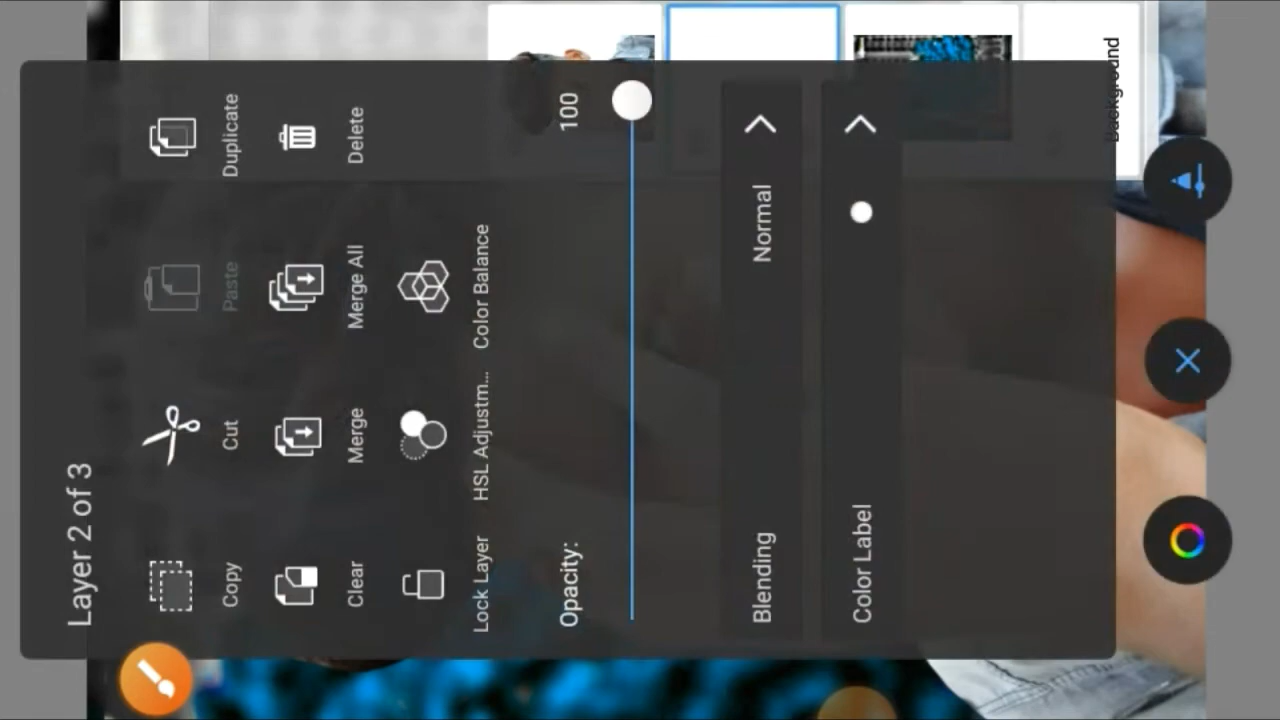 Layer 2 of 3
Copy
Cut
Paste
Duplicate
Clear
Merge
Merge All
Delete
Lock Layer
HSL Adjustm...
Color Balance
Opacity:
100
Blending
Normal
Color Label
Background